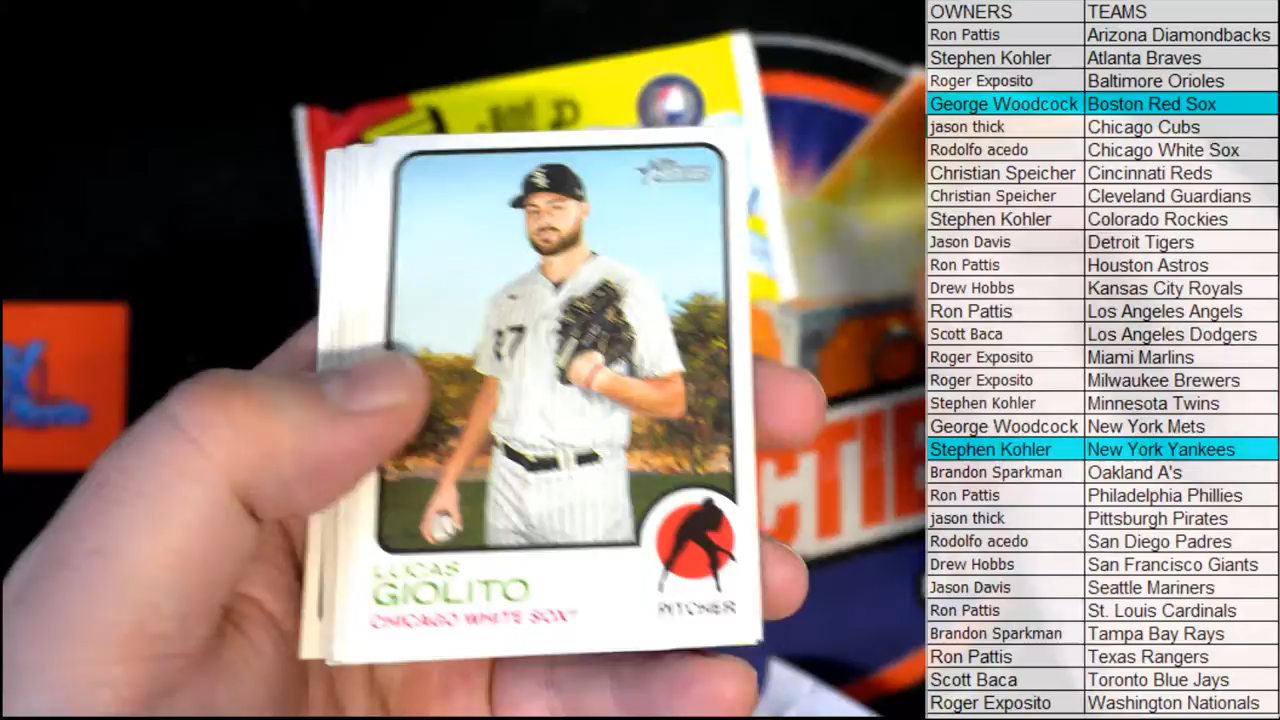 LUCAS
GIOLITO
CHICAGO WHITE SOX
PITCHER
27
OWNERS TEAMS
Ron Pattis Arizona Diamondbacks
Stephen Kohler Atlanta Braves
Roger Exposito Baltimore Orioles
George Woodcock Boston Red Sox
jason thick Chicago Cubs
Rodolfo acedo Chicago White Sox
Christian Speicher Cincinnati Reds
Christian Speicher Cleveland Guardians
Stephen Kohler Colorado Rockies
Jason Davis Detroit Tigers
Ron Pattis Houston Astros
Drew Hobbs Kansas City Royals
Ron Pattis Los Angeles Angels
Scott Baca Los Angeles Dodgers
Roger Exposito Miami Marlins
Roger Exposito Milwaukee Brewers
Stephen Kohler Minnesota Twins
George Woodcock New York Mets
Stephen Kohler New York Yankees
Brandon Sparkman Oakland A's
Ron Pattis Philadelphia Phillies
jason thick Pittsburgh Pirates
Rodolfo acedo San Diego Padres
Drew Hobbs San Francisco Giants
Jason Davis Seattle Mariners
Ron Pattis St. Louis Cardinals
Brandon Sparkman Tampa Bay Rays
Ron Pattis Texas Rangers
Scott Baca Toronto Blue Jays
Roger Exposito Washington Nationals